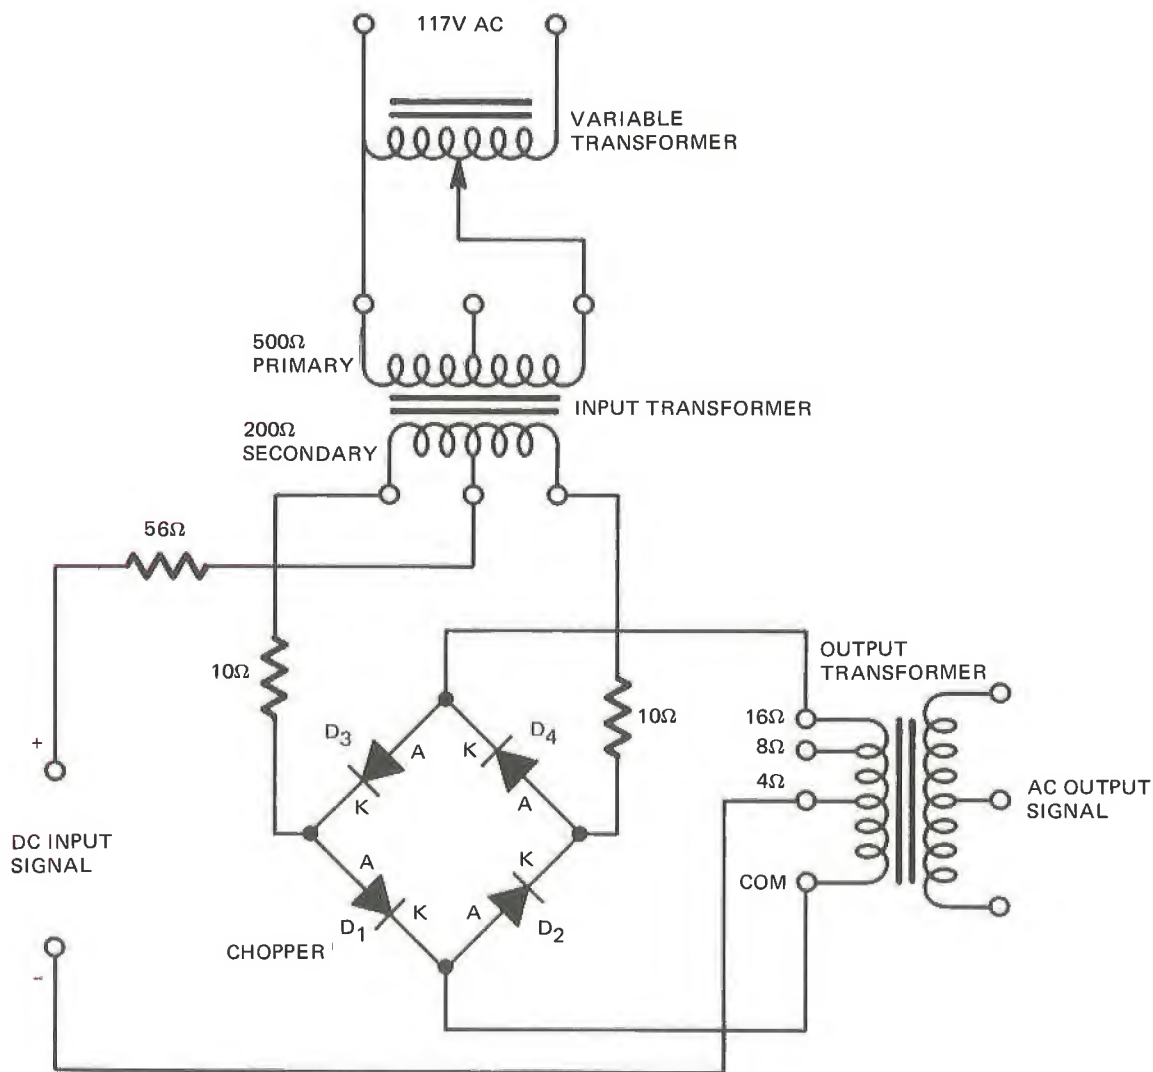 117V AC
VARIABLE
TRANSFORMER
500Ω
PRIMARY
INPUT TRANSFORMER
200Ω
SECONDARY
56Ω
10Ω
10Ω
OUTPUT
TRANSFORMER
16Ω
8Ω
4Ω
COM
AC OUTPUT
SIGNAL
D3
A
K
D4
K
A
+
DC INPUT
SIGNAL
-
A
K
D1
K
A
D2
CHOPPER